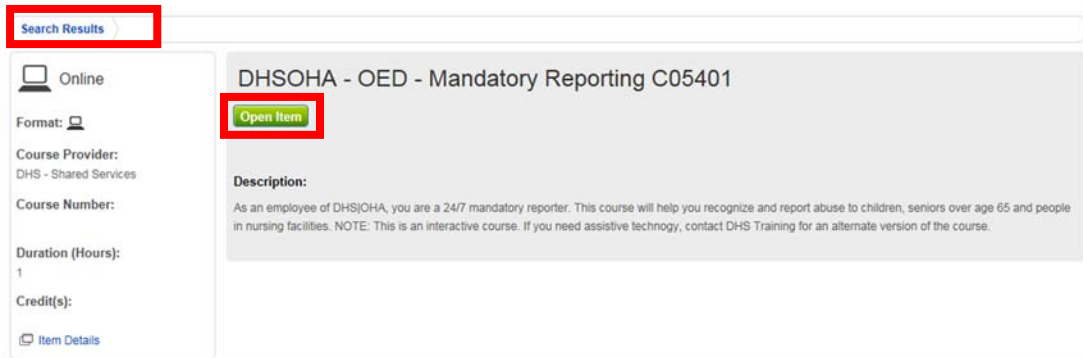 Search Results
Online
Format:
Course Provider:
DHS - Shared Services
Course Number:
Duration (Hours):
1
Credit(s):
Item Details
DHSOHA - OED - Mandatory Reporting C05401
Open Item
Description:
As an employee of DHS|OHA, you are a 24/7 mandatory reporter. This course will help you recognize and report abuse to children, seniors over age 65 and people
in nursing facilities. NOTE: This is an interactive course. If you need assistive technogy, contact DHS Training for an alternate version of the course.